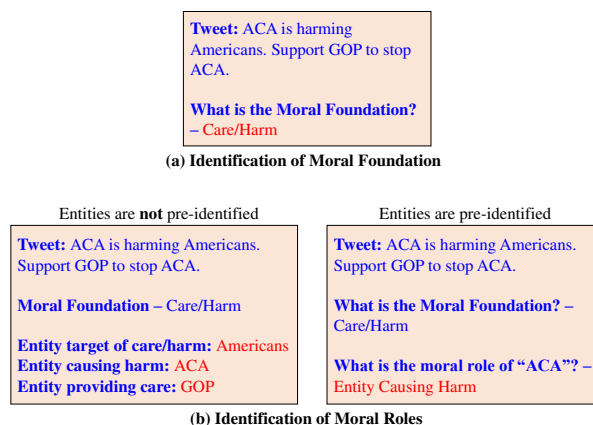 Tweet: ACA is harming
Americans. Support GOP to stop
ACA.
What is the Moral Foundation?
– Care/Harm
(a) Identification of Moral Foundation
Entities are not pre-identified
Tweet: ACA is harming Americans.
Support GOP to stop ACA.
Moral Foundation – Care/Harm
Entity target of care/harm: Americans
Entity causing harm: ACA
Entity providing care: GOP
Entities are pre-identified
Tweet: ACA is harming Americans.
Support GOP to stop ACA.
What is the Moral Foundation? –
Care/Harm
What is the moral role of “ACA”? –
Entity Causing Harm
(b) Identification of Moral Roles